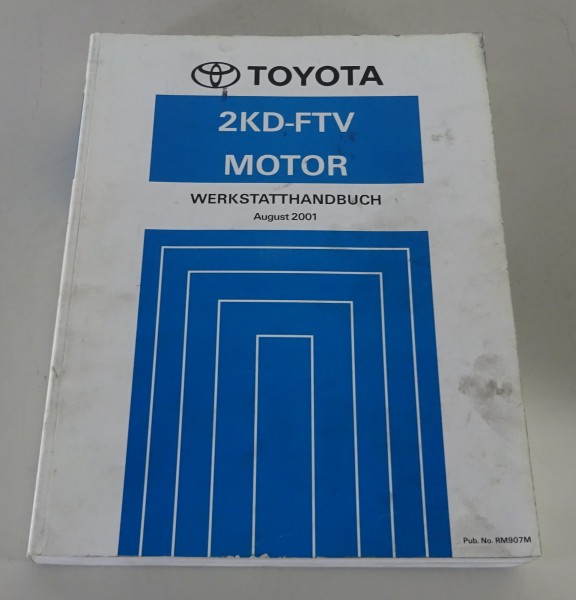 TOYOTA
2KD-FTV
MOTOR
WERKSTATTHANDBUCH
August 2001
Pub. No. RM907M